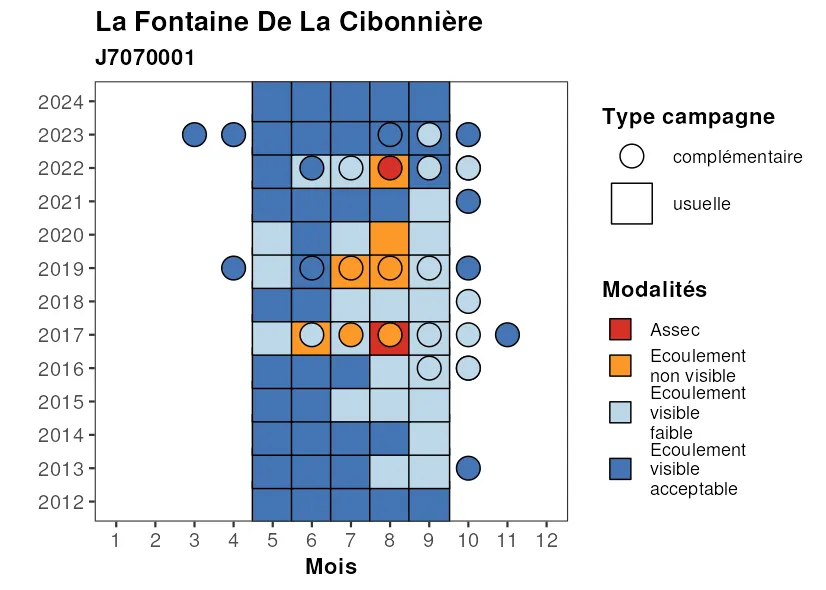 La Fontaine De La Cibonnière
J7070001
2024
2023
2022
2021
2020
2019
2018
2017
2016
2015
2014
2013
2012
1 2 3 4 5 6 7 8 9 10 11 12
Mois
Type campagne
complémentaire
usuelle
Modalités
Assec
Ecoulement
non visible
Ecoulement
visible
faible
Ecoulement
visible
acceptable